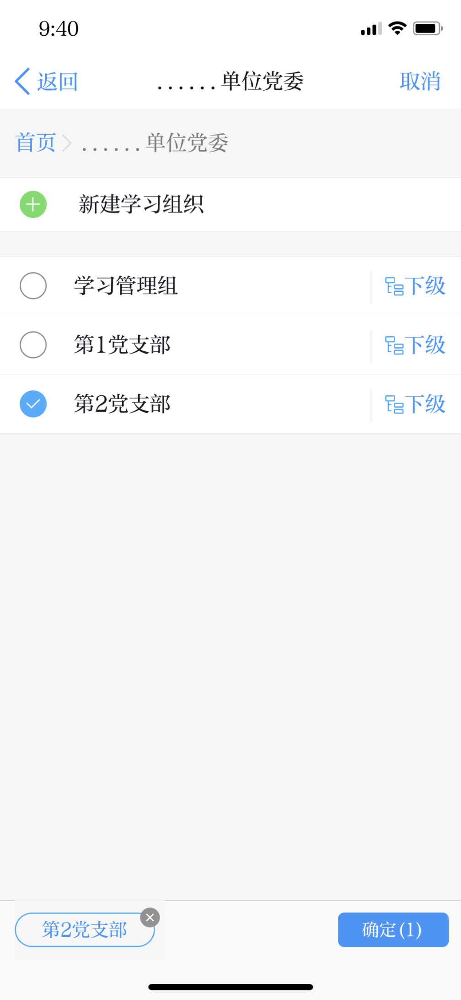 9:40
返回 ......单位党委 取消
首页 ......单位党委
新建学习组织
学习管理组 下级
第1党支部 下级
第2党支部 下级
第2党支部 确定(1)